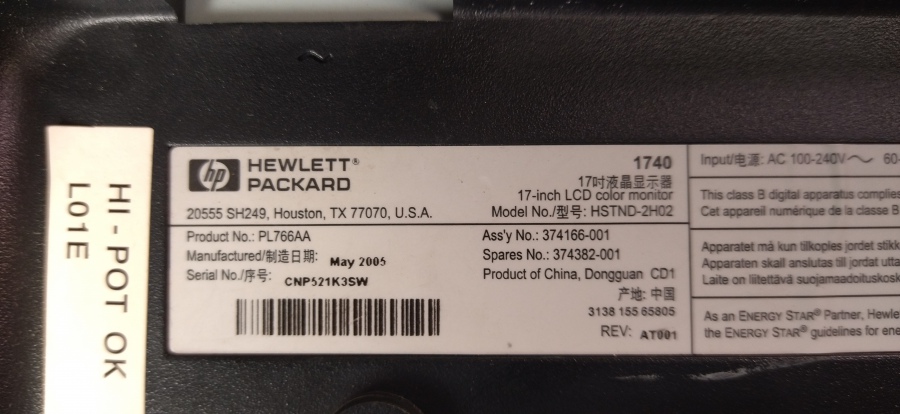 HI-POT OK
L01E
hp HEWLETT®
PACKARD
20555 SH249, Houston, TX 77070, U.S.A.
1740
17吋液晶显示器
17-inch LCD color monitor
Model No./型号: HSTND-2H02
Product No.: PL766AA
Manufactured/制造日期: May 2005
Serial No./序号: CNP521K3SW
Ass'y No.: 374166-001
Spares No.: 374382-001
Product of China, Dongguan CD1
产地: 中国
3138 155 65805
REV: AT001
Input/电源: AC 100-240V～ 60-
This class B digital apparatus complies
Cet appareil numérique de la classe B
Apparatet må kun tilkoples jordet stikk
Apparaten skall anslutas till jordat utta
Laite on liitettävä suojamaadoituskosk
As an ENERGY STAR® Partner, Hewle
the ENERGY STAR® guidelines for ene